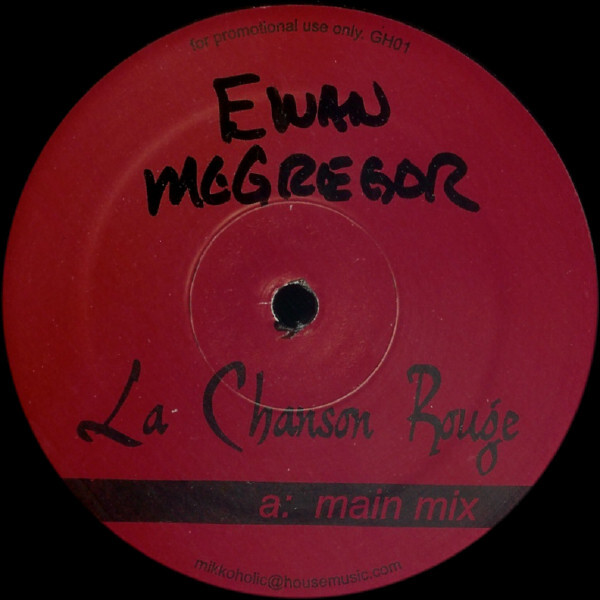 for promotional use only. GH01
EWAN
McGREGOR
La Chanson Rouge
a: main mix
mikkoholic@housemusic.com